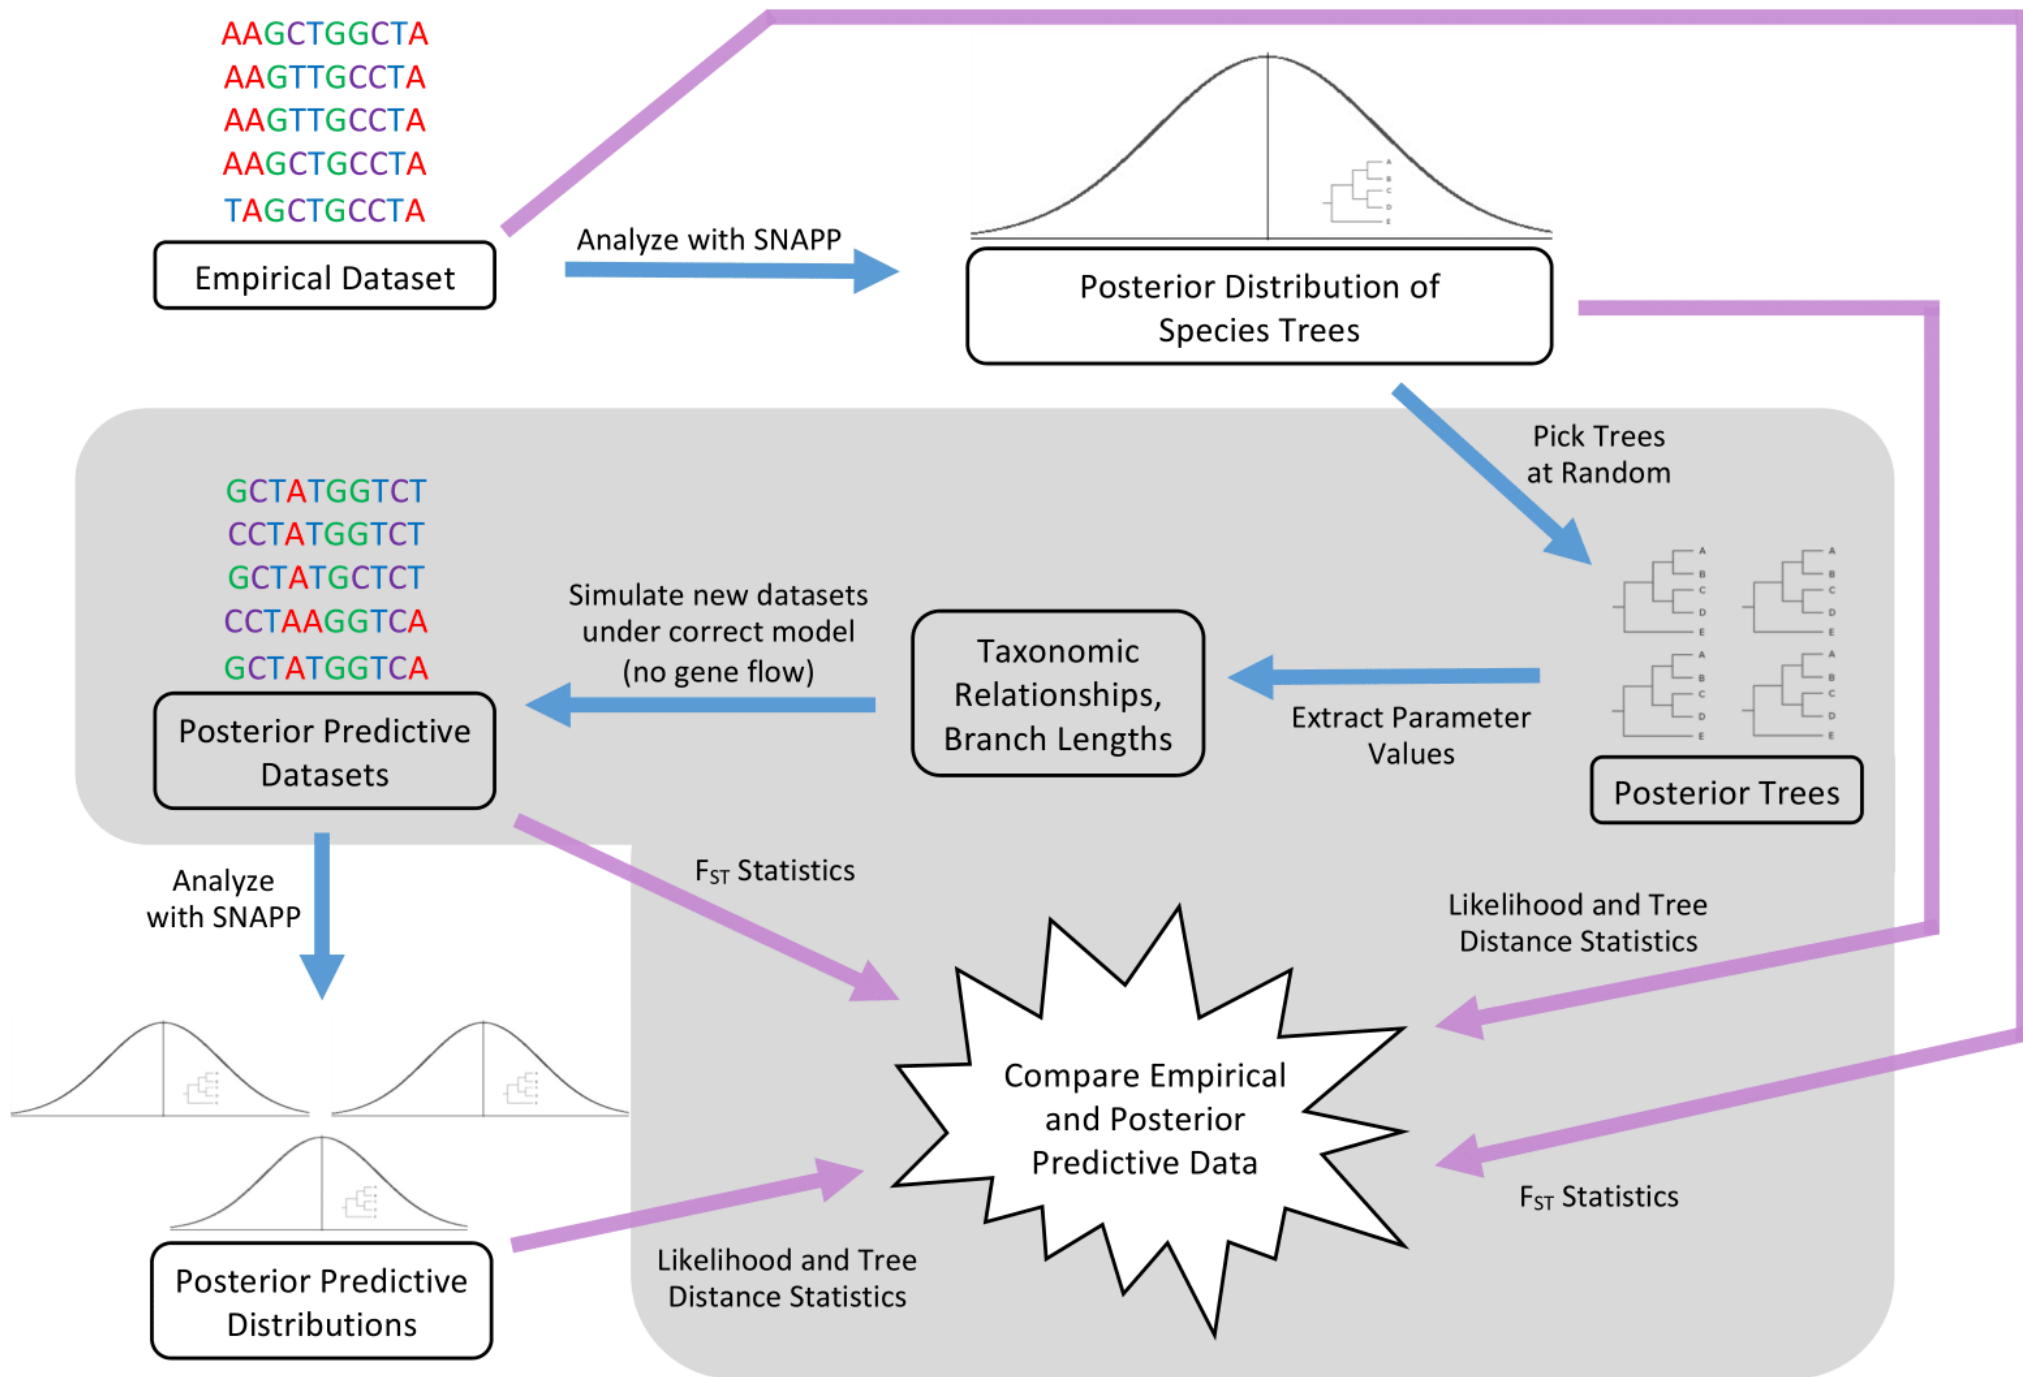 AAGCTGGCTA
AAGTTGCCTA
AAGTTGCCTA
AAGCTGCCTA
TAGCTGCCTA
Empirical Dataset
Analyze with SNAPP
A
B
C
D
E
Posterior Distribution of
Species Trees
Pick Trees
at Random
A
B
C
D
E
A
B
C
D
E
A
B
C
D
E
A
B
C
D
E
Posterior Trees
Extract Parameter
Values
Taxonomic
Relationships,
Branch Lengths
Simulate new datasets
under correct model
(no gene flow)
GCTATGGTCT
CCTATGGTCT
GCTATGCTCT
CCTAAGGTCA
GCTATGGTCA
Posterior Predictive
Datasets
Analyze
with SNAPP
FST Statistics
Likelihood and Tree
Distance Statistics
Compare Empirical
and Posterior
Predictive Data
FST Statistics
Likelihood and Tree
Distance Statistics
Posterior Predictive
Distributions